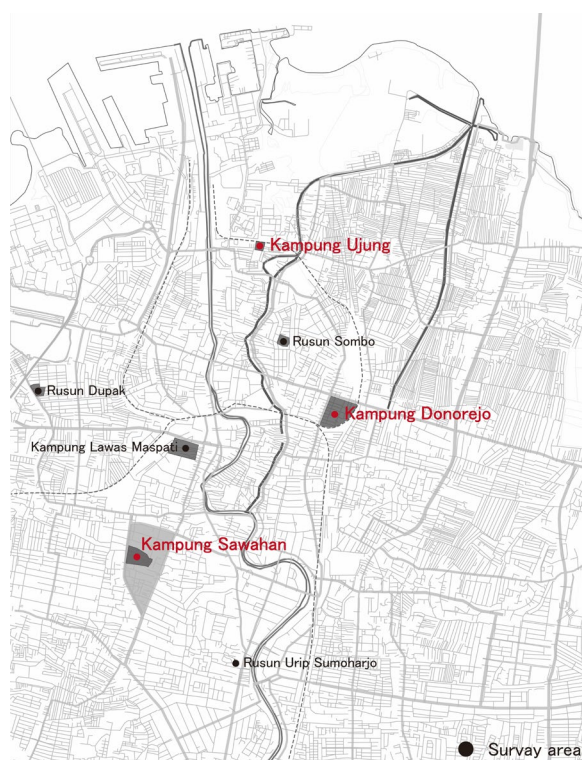 Kampung Ujung
Rusun Sombo
Rusun Dupak
Kampung Donorejo
Kampung Lawas Maspati
Kampung Sawahan
Rusun Urip Sumoharjo
Survay area